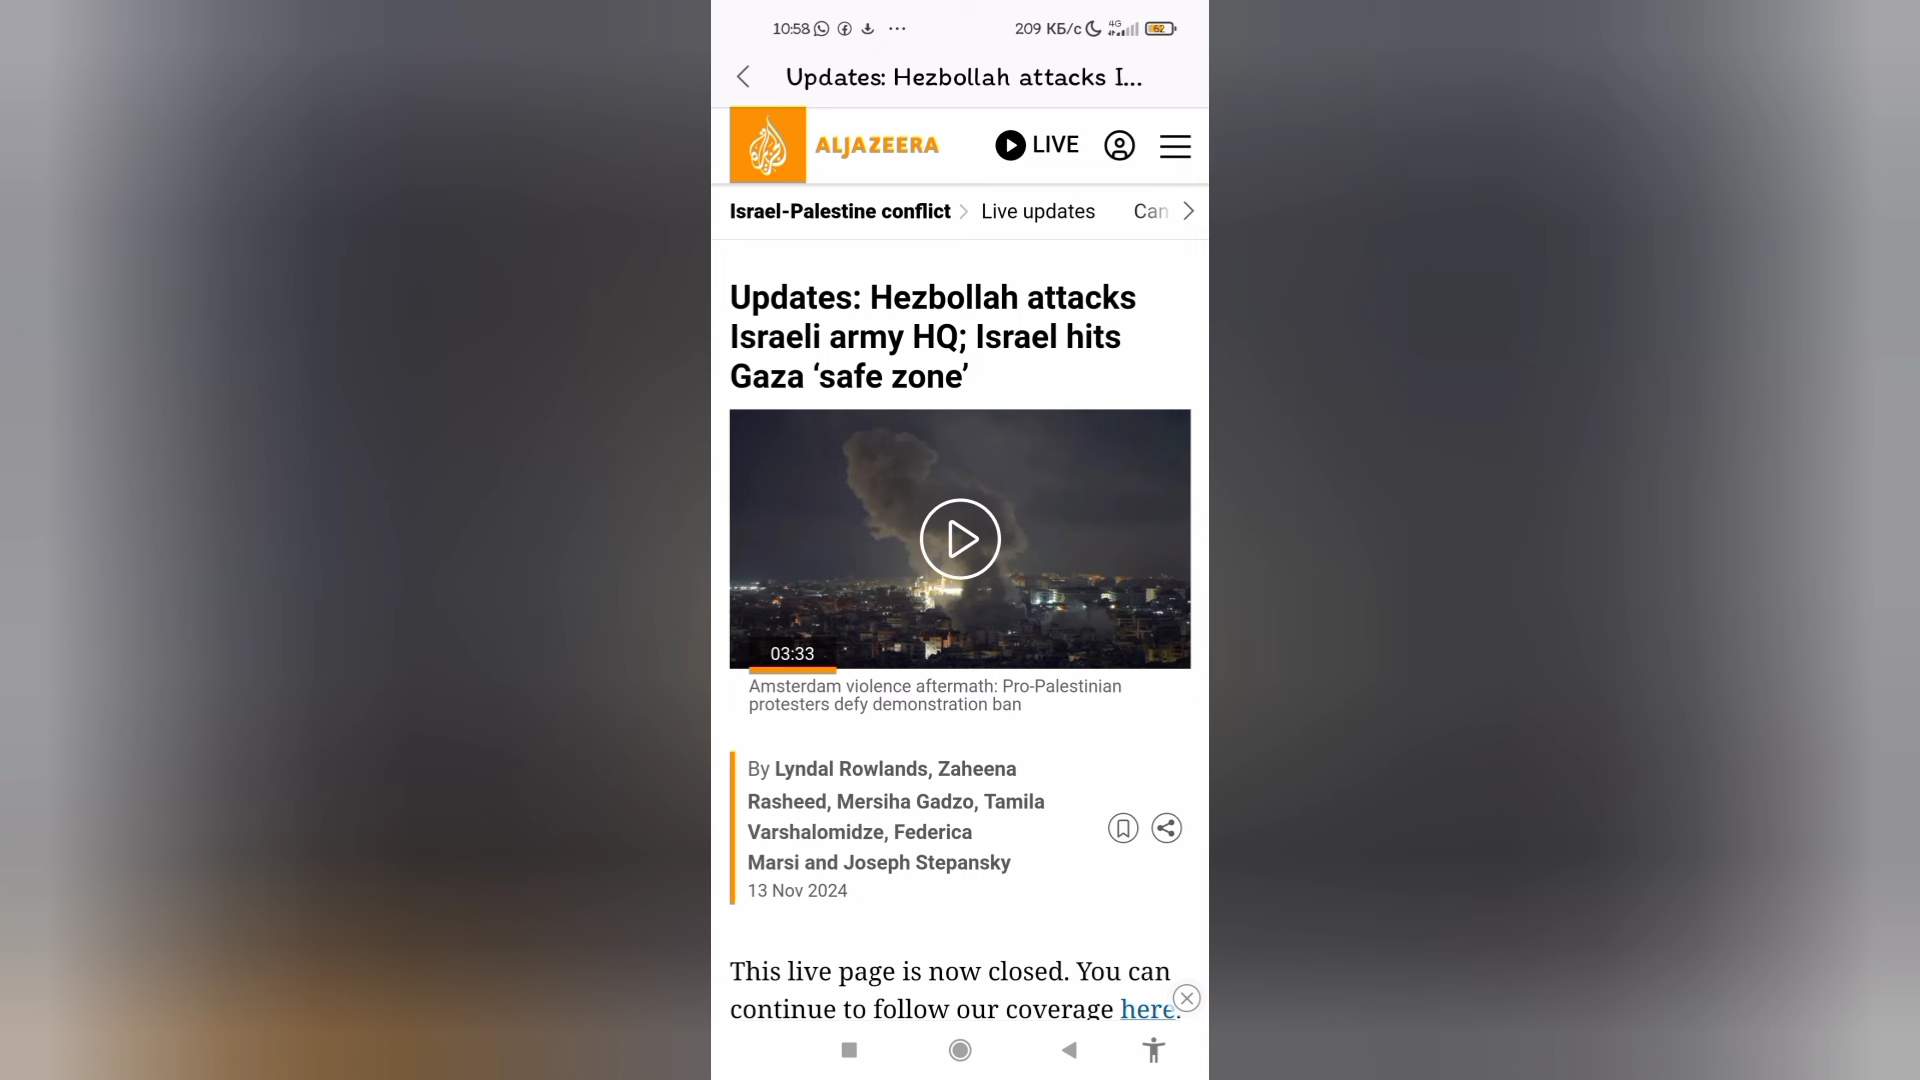 10:58
209 КБ/с 4G 62
Updates: Hezbollah attacks I...
ALJAZEERA
LIVE
Israel-Palestine conflict
Live updates
Can
Updates: Hezbollah attacks
Israeli army HQ; Israel hits
Gaza ‘safe zone’
03:33
Amsterdam violence aftermath: Pro-Palestinian
protesters defy demonstration ban
By Lyndal Rowlands, Zaheena
Rasheed, Mersiha Gadzo, Tamila
Varshalomidze, Federica
Marsi and Joseph Stepansky
13 Nov 2024
This live page is now closed. You can
continue to follow our coverage here.